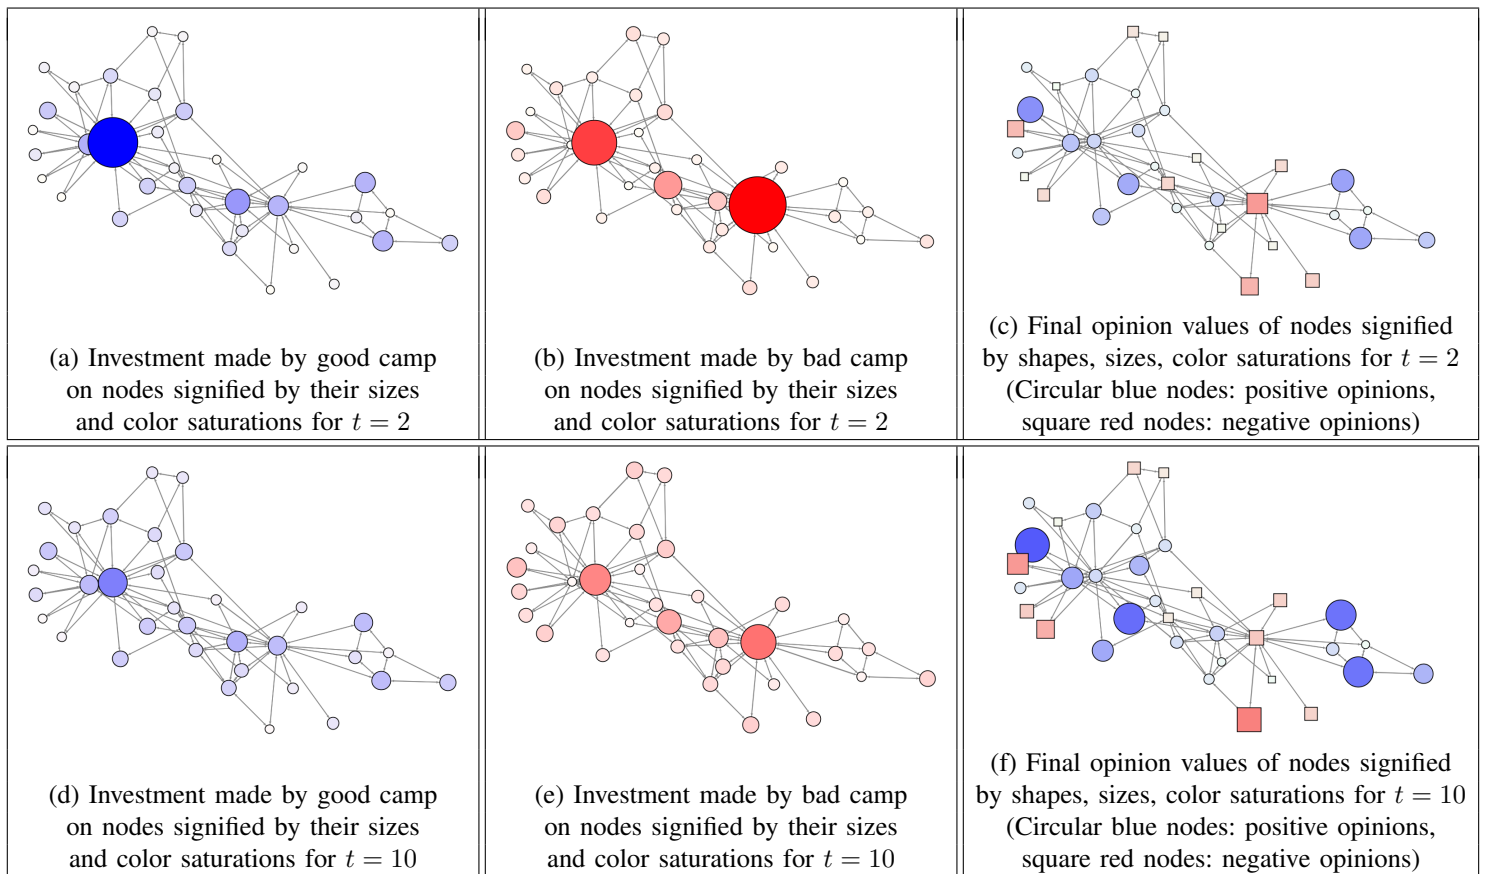 (a) Investment made by good camp
on nodes signified by their sizes
and color saturations for t = 2
(b) Investment made by bad camp
on nodes signified by their sizes
and color saturations for t = 2
(c) Final opinion values of nodes signified
by shapes, sizes, color saturations for t = 2
(Circular blue nodes: positive opinions,
square red nodes: negative opinions)
(d) Investment made by good camp
on nodes signified by their sizes
and color saturations for t = 10
(e) Investment made by bad camp
on nodes signified by their sizes
and color saturations for t = 10
(f) Final opinion values of nodes signified
by shapes, sizes, color saturations for t = 10
(Circular blue nodes: positive opinions,
square red nodes: negative opinions)